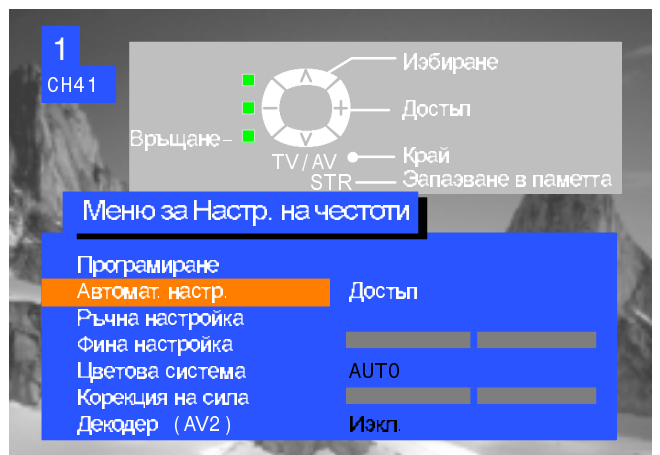 1
CH41
Избиране
Достъп
Връщане
TV/AV
Край
STR
Запазване в паметта
Меню за Настр. на честоти
Програмиране
Автомат. настр. Достъп
Ръчна настройка
Фина настройка
Цветова система AUTO
Корекция на сила
Декодер (AV2) Изкл.